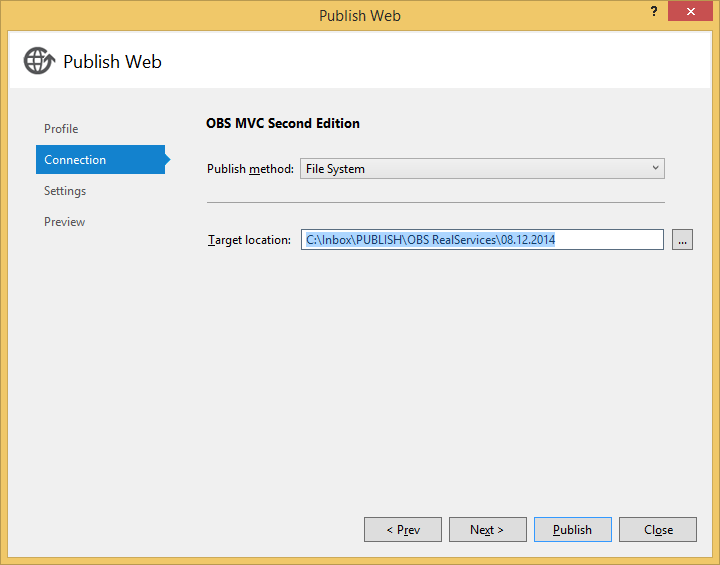 Publish Web
?
Publish Web
Profile
Connection
Settings
Preview
OBS MVC Second Edition
Publish method: File System
Target location: C:\Inbox\PUBLISH\OBS RealServices\08.12.2014 ...
< Prev Next > Publish Close